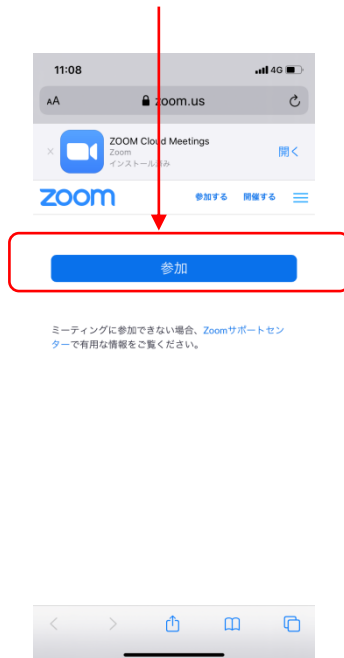 11:08
4G
AA
zoom.us
ZOOM Cloud Meetings
Zoom
インストール済み
開く
zoom
参加する 開催する
参加
ミーティングに参加できない場合、Zoomサポートセン
ターで有用な情報をご覧ください。